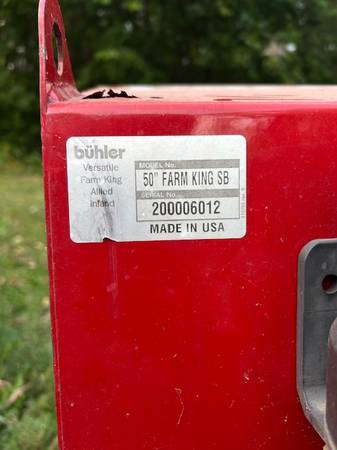 bühler
Versatile
Farm King
Allied
Inland
MODEL No.
50" FARM KING SB
SERIAL No.
200006012
MADE IN USA